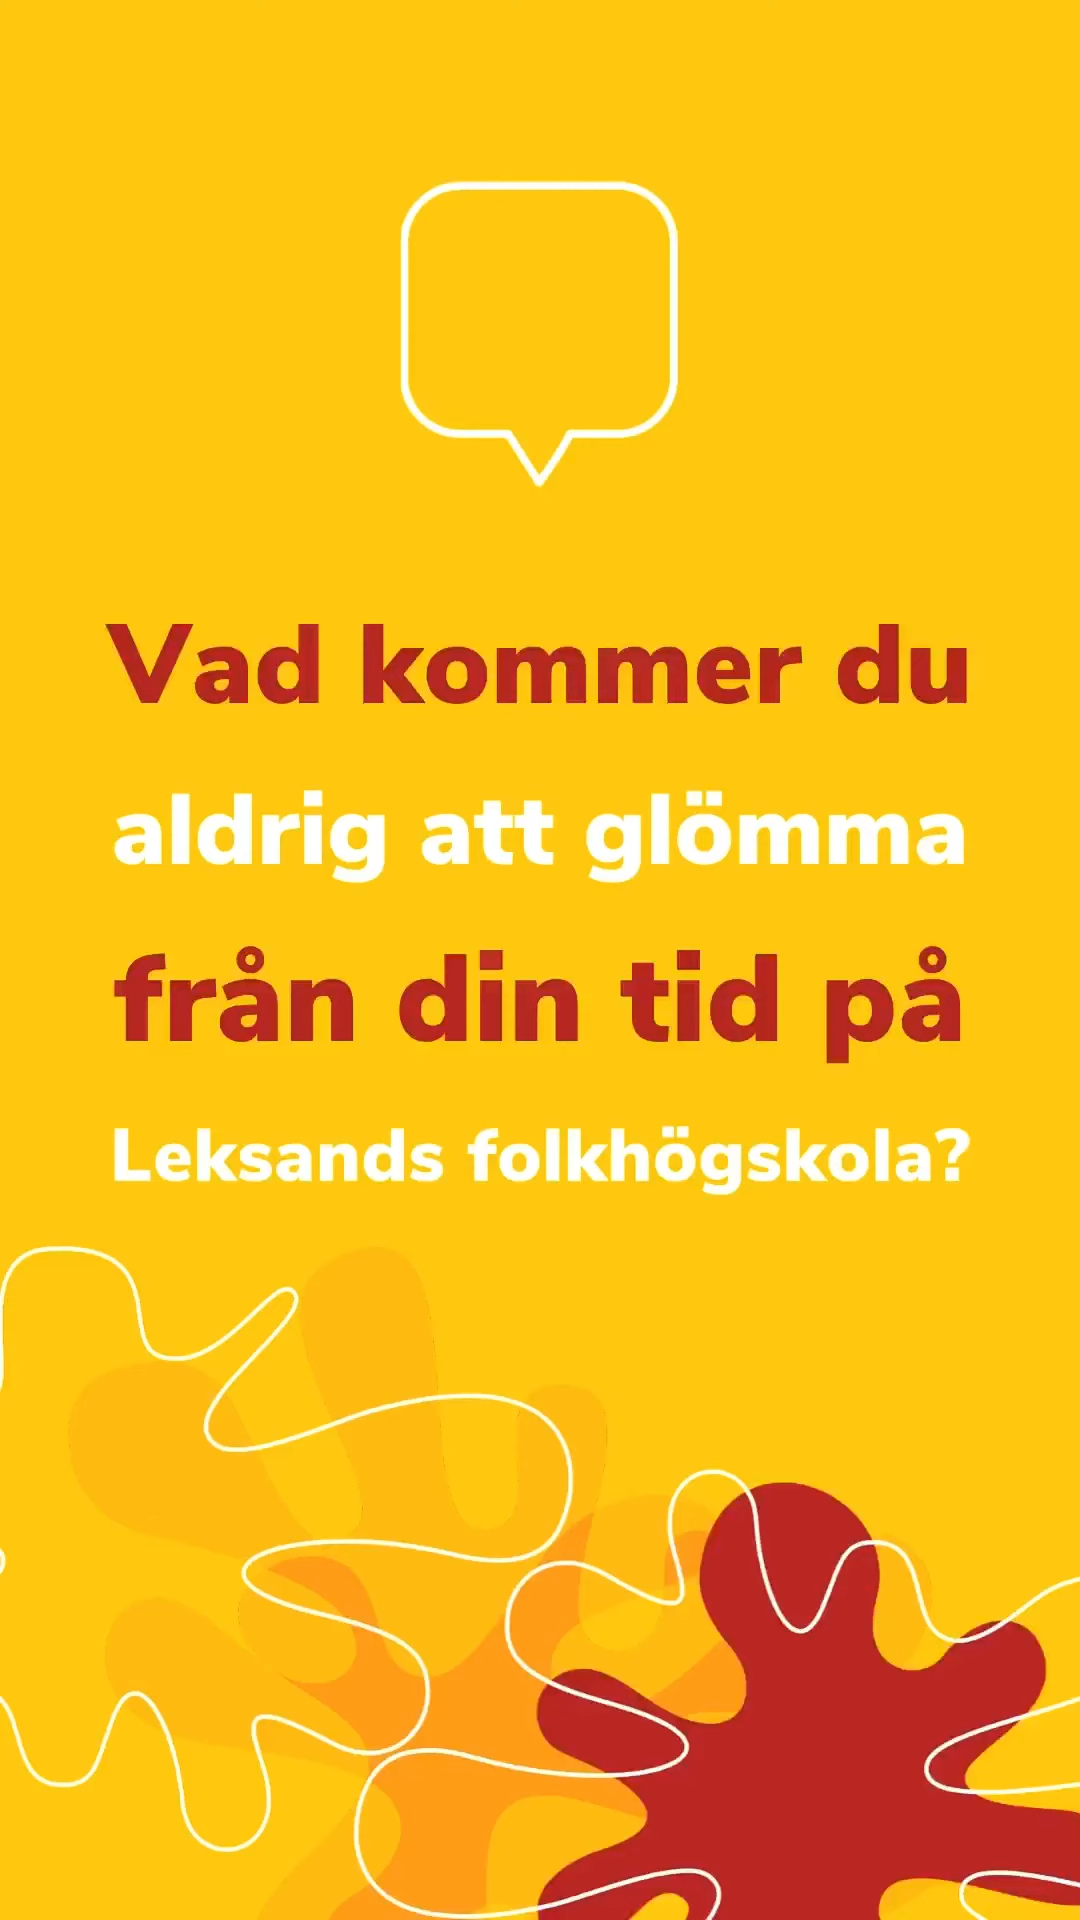 Vad kommer du
aldrig att glömma
från din tid på
Leksands folkhögskola?